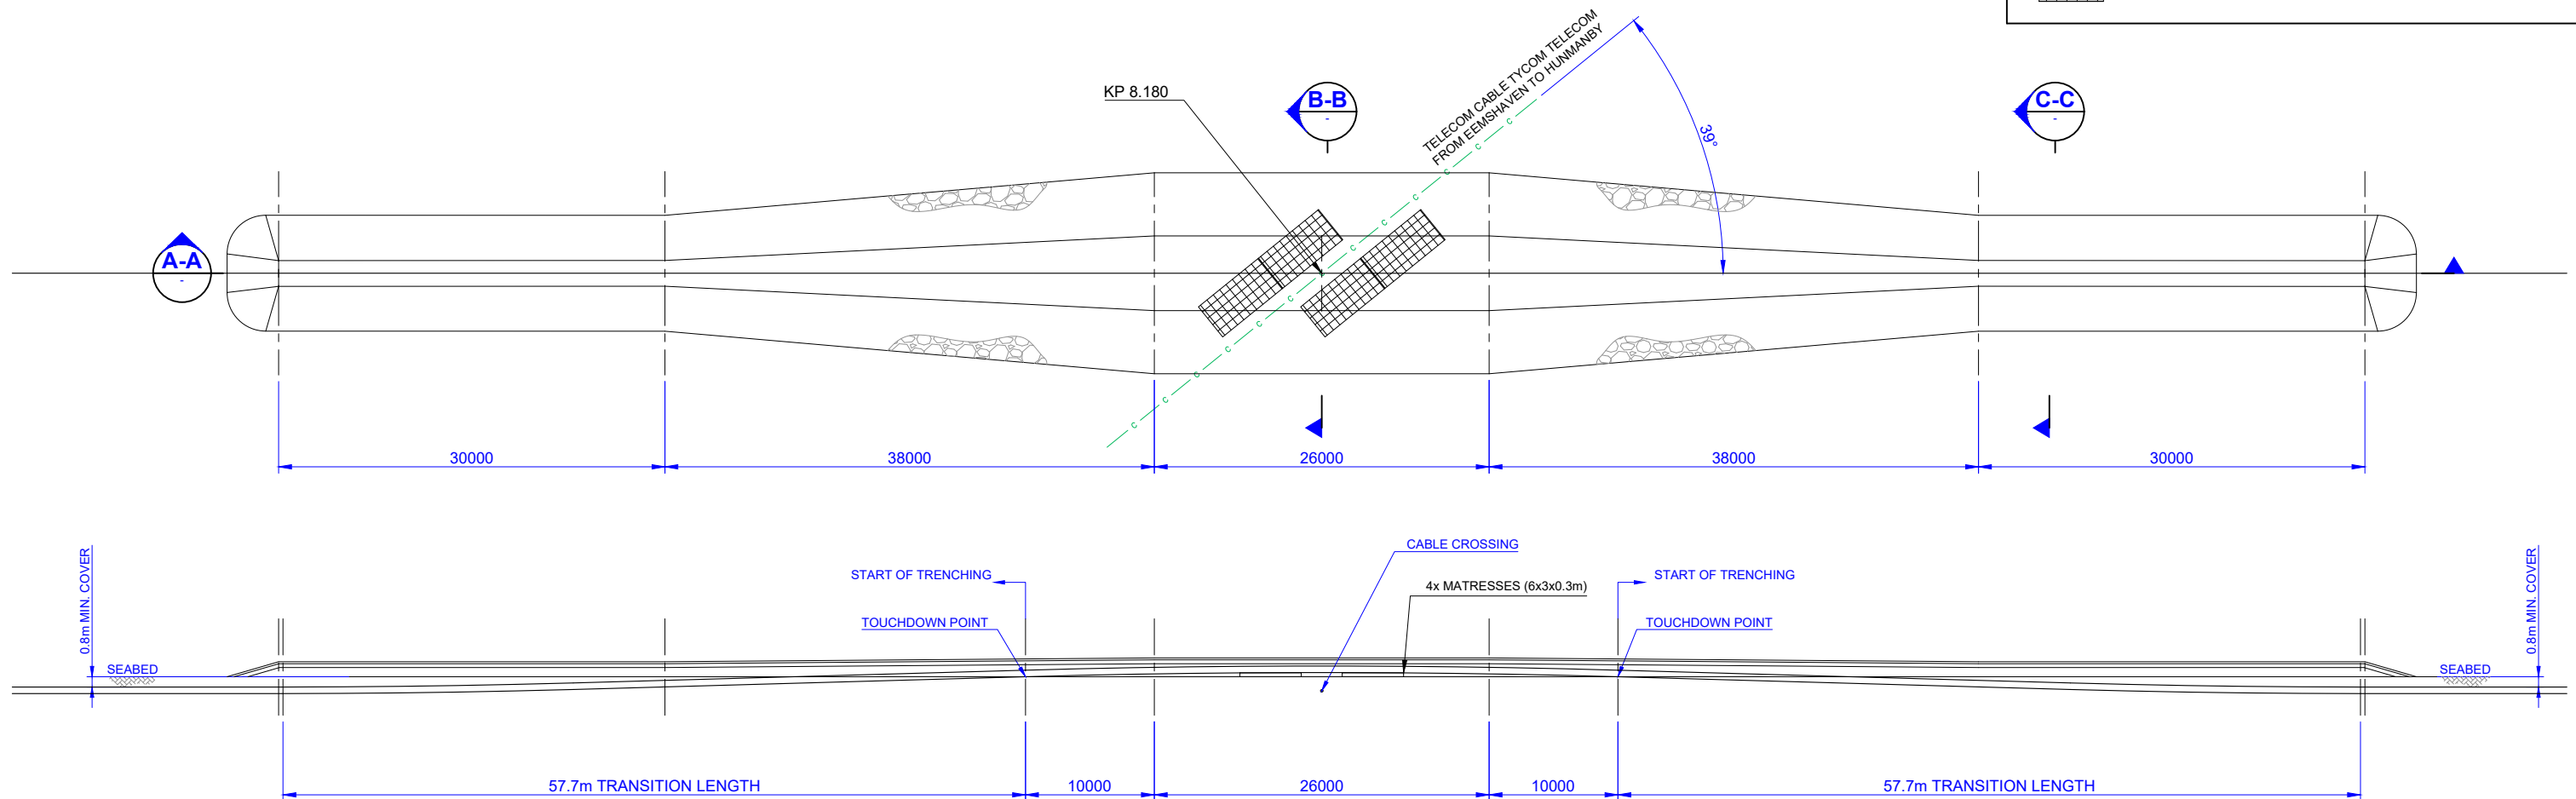 TELECOM CABLE TYCOM TELECOM
FROM EEMSHAVEN TO HUNMANBY
KP 8.180
B-B
-
C-C
-
39°
A-A
-
c c c c c c c c c c c
30000
38000
26000
38000
30000
CABLE CROSSING
START OF TRENCHING
START OF TRENCHING
4x MATRESSES (6x3x0.3m)
TOUCHDOWN POINT
TOUCHDOWN POINT
0.8m MIN. COVER
SEABED
SEABED
0.8m MIN. COVER
57.7m TRANSITION LENGTH
10000
26000
10000
57.7m TRANSITION LENGTH